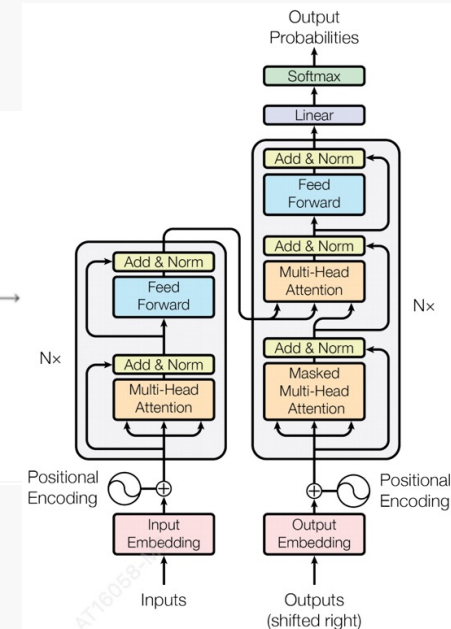 Output
Probabilities
Softmax
Linear
Add & Norm
Feed
Forward
Add & Norm
Multi-Head
Attention
Add & Norm
Masked
Multi-Head
Attention
Nx
Add & Norm
Feed
Forward
Add & Norm
Multi-Head
Attention
Nx
Positional
Encoding
Positional
Encoding
Input
Embedding
Output
Embedding
Inputs
Outputs
(shifted right)